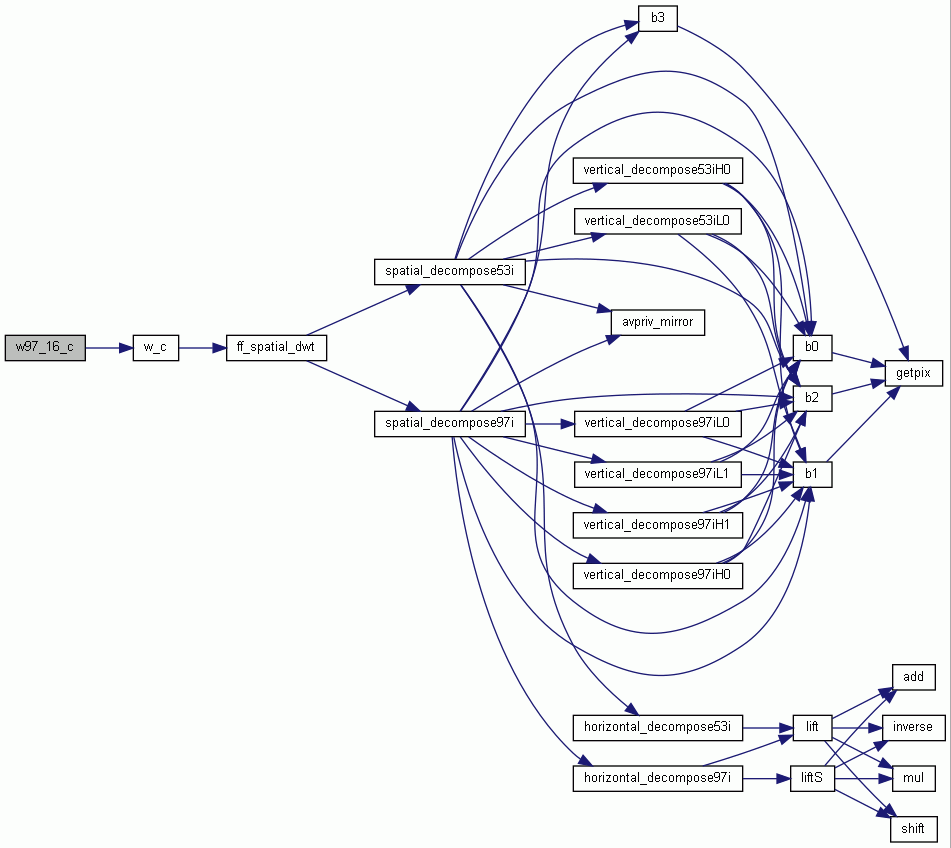 b3
vertical_decompose53iH0
vertical_decompose53iL0
spatial_decompose53i
avpriv_mirror
w97_16_c
w_c
ff_spatial_dwt
b0
getpix
b2
spatial_decompose97i
vertical_decompose97iL0
vertical_decompose97iL1
b1
vertical_decompose97iH1
vertical_decompose97iH0
add
horizontal_decompose53i
lift
inverse
horizontal_decompose97i
liftS
mul
shift